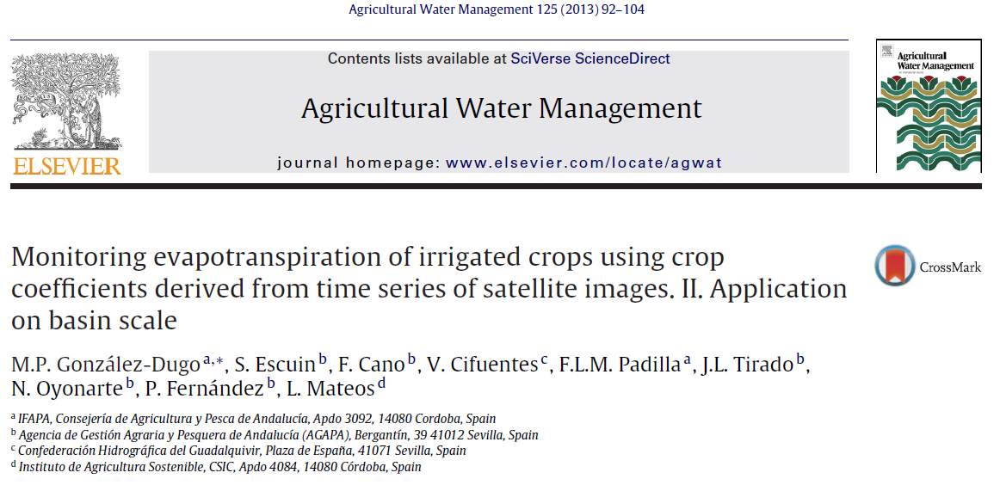 Agricultural Water Management 125 (2013) 92–104
Contents lists available at SciVerse ScienceDirect
Agricultural Water Management
journal homepage: www.elsevier.com/locate/agwat
ELSEVIER
Agricultural
Water Management
Monitoring evapotranspiration of irrigated crops using crop
coefficients derived from time series of satellite images. II. Application
on basin scale
CrossMark
M.P. González-Dugo a,*, S. Escuin b, F. Cano b, V. Cifuentes c, F.L.M. Padilla a, J.L. Tirado b,
N. Oyonarte b, P. Fernández b, L. Mateos d
a IFAPA, Consejería de Agricultura y Pesca de Andalucía, Apdo 3092, 14080 Cordoba, Spain
b Agencia de Gestión Agraria y Pesquera de Andalucía (AGAPA), Bergantín, 39 41012 Sevilla, Spain
c Confederación Hidrográfica del Guadalquivir, Plaza de España, 41071 Sevilla, Spain
d Instituto de Agricultura Sostenible, CSIC, Apdo 4084, 14080 Córdoba, Spain